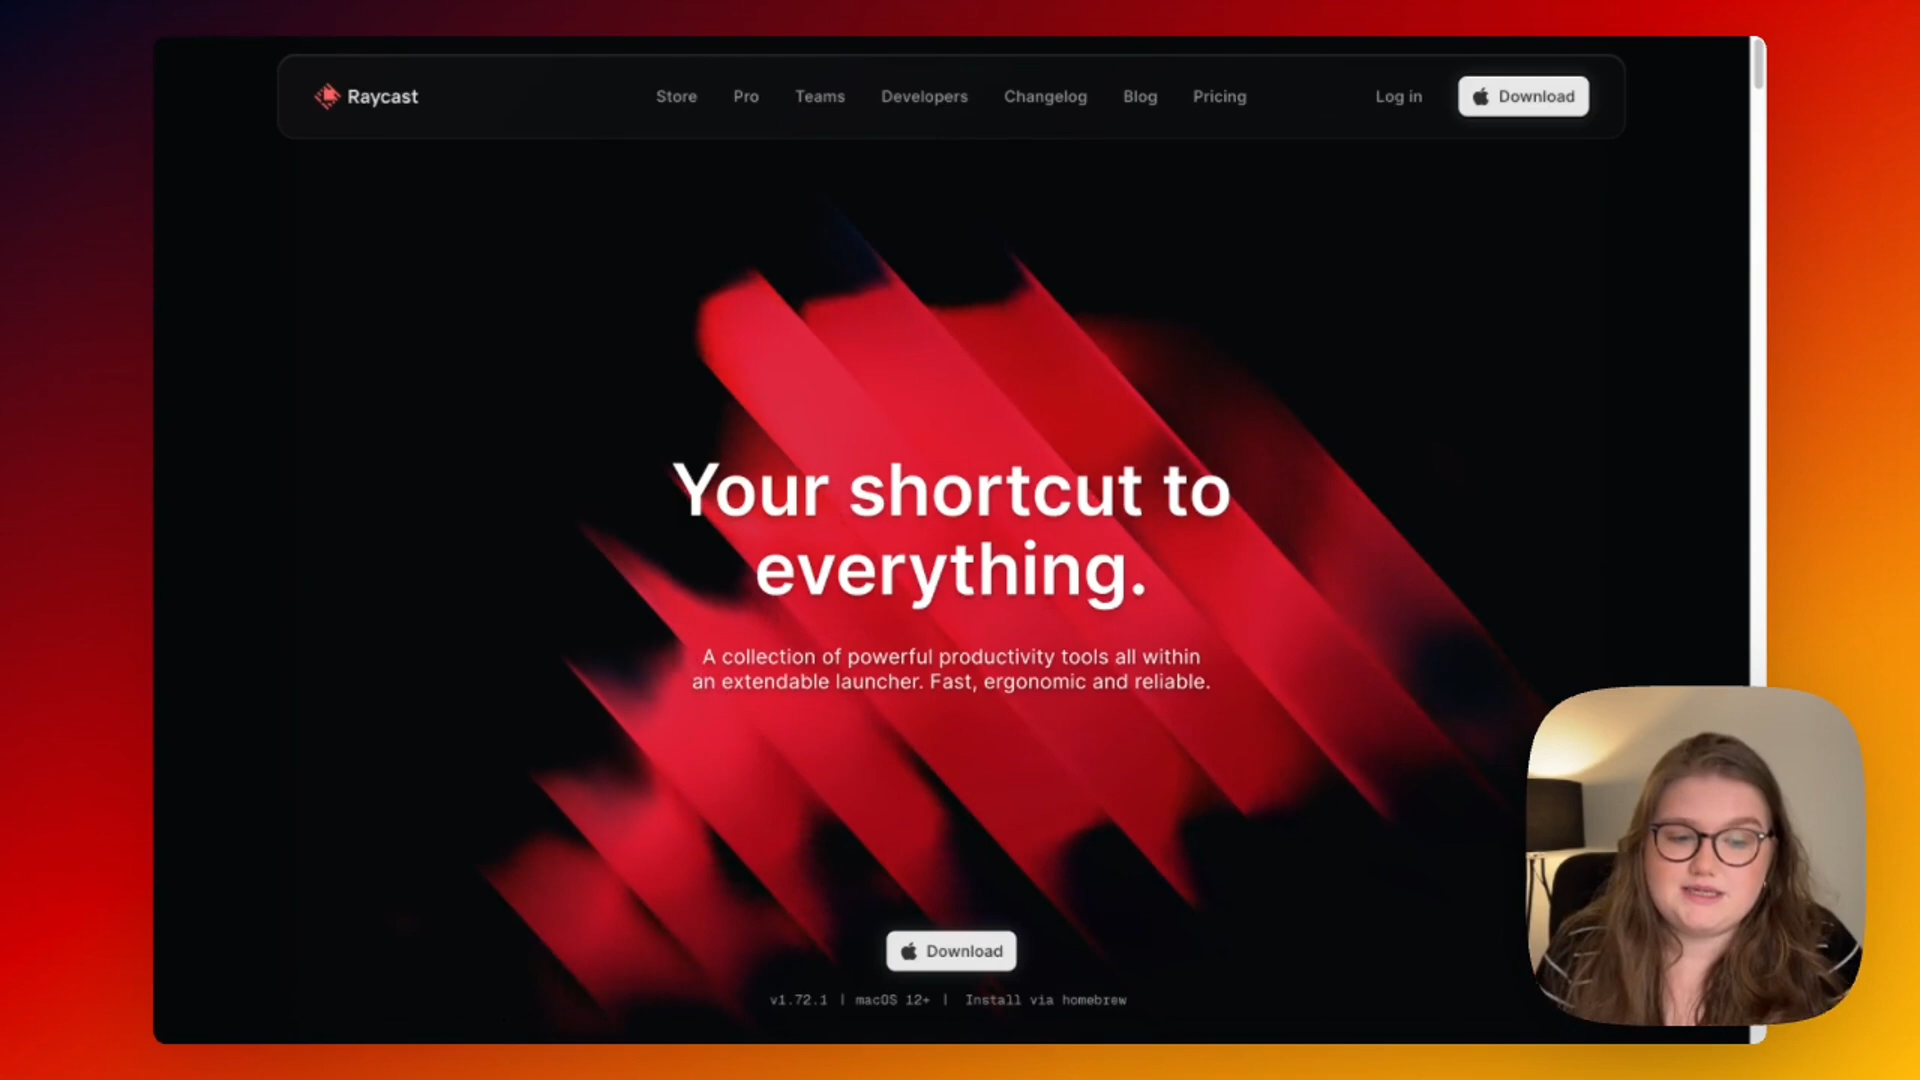 Raycast
Store
Pro
Teams
Developers
Changelog
Blog
Pricing
Log in
Download
Your shortcut to
everything.
A collection of powerful productivity tools all within
an extendable launcher. Fast, ergonomic and reliable.
Download
v1.72.1 | macOS 12+ | Install via homebrew